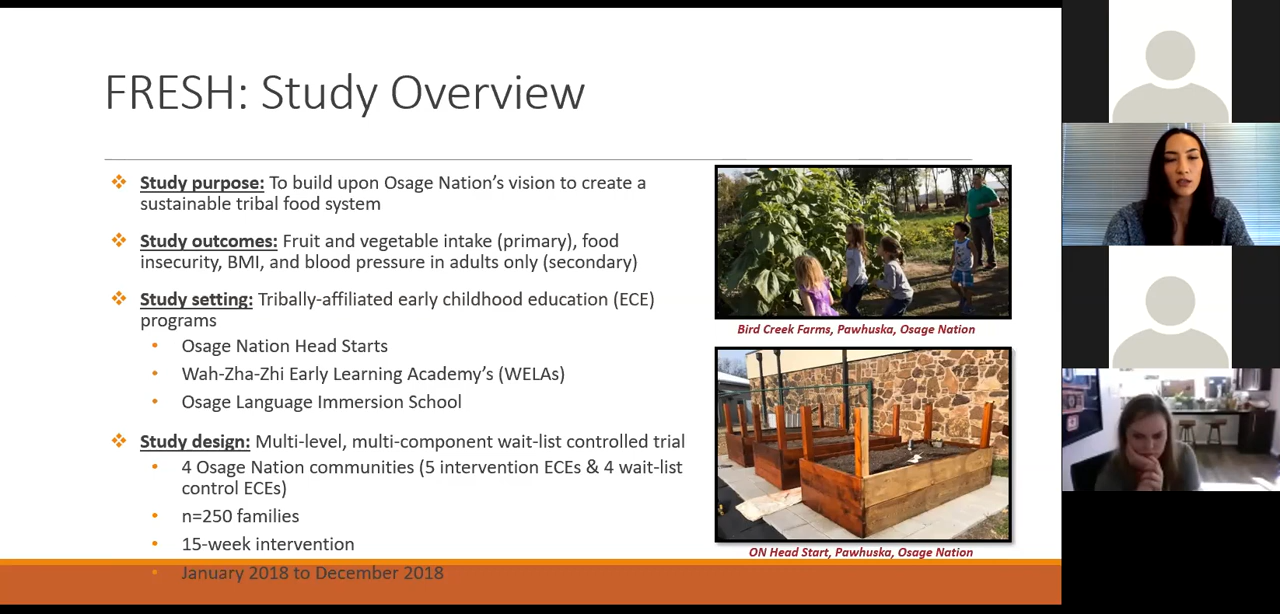 FRESH: Study Overview
❖ Study purpose: To build upon Osage Nation's vision to create a
sustainable tribal food system
❖ Study outcomes: Fruit and vegetable intake (primary), food
insecurity, BMI, and blood pressure in adults only (secondary)
❖ Study setting: Tribally-affiliated early childhood education (ECE)
programs
• Osage Nation Head Starts
• Wah-Zha-Zhi Early Learning Academy's (WELAs)
• Osage Language Immersion School
❖ Study design: Multi-level, multi-component wait-list controlled trial
• 4 Osage Nation communities (5 intervention ECEs & 4 wait-list
control ECEs)
• n=250 families
• 15-week intervention
• January 2018 to December 2018
Bird Creek Farms, Pawhuska, Osage Nation
ON Head Start, Pawhuska, Osage Nation